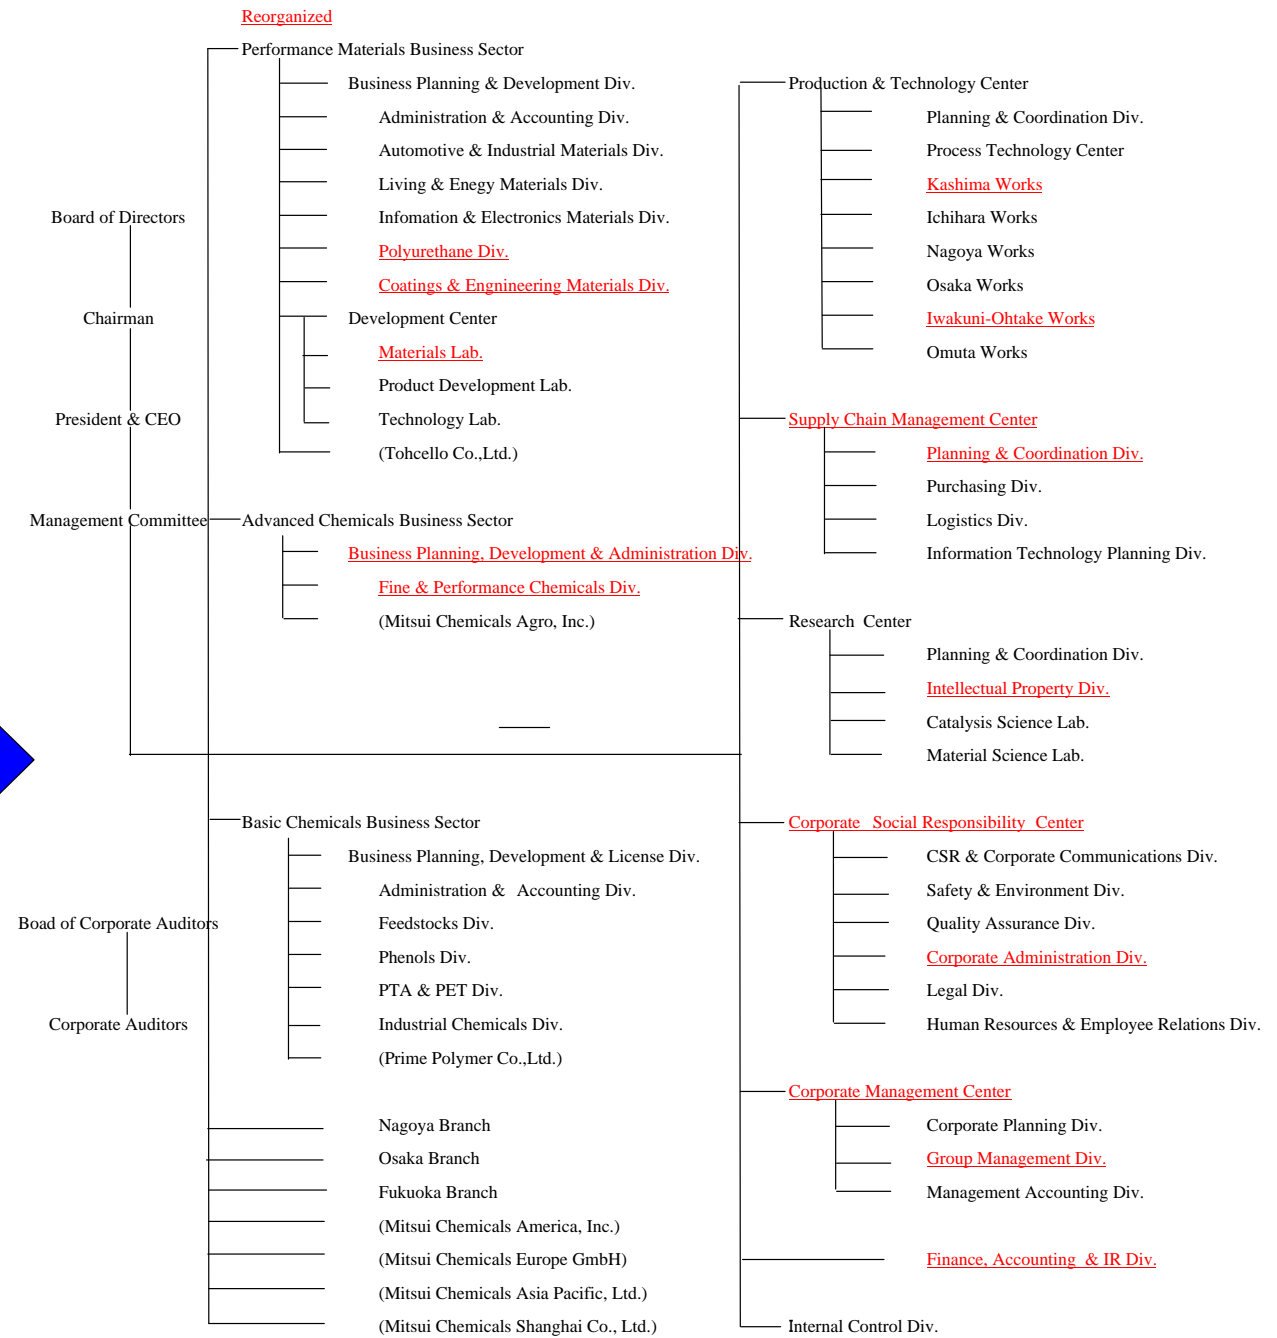 Reorganized
Performance Materials Business Sector
Business Planning & Development Div.
Administration & Accounting Div.
Automotive & Industrial Materials Div.
Living & Enegy Materials Div.
Infomation & Electronics Materials Div.
Polyurethane Div.
Coatings & Engnineering Materials Div.
Development Center
Materials Lab.
Product Development Lab.
Technology Lab.
(Tohcello Co.,Ltd.)
Board of Directors
Chairman
President & CEO
Management Committee
Advanced Chemicals Business Sector
Business Planning, Development & Administration Div.
Fine & Performance Chemicals Div.
(Mitsui Chemicals Agro, Inc.)
Basic Chemicals Business Sector
Business Planning, Development & License Div.
Administration & Accounting Div.
Feedstocks Div.
Phenols Div.
PTA & PET Div.
Industrial Chemicals Div.
(Prime Polymer Co.,Ltd.)
Boad of Corporate Auditors
Corporate Auditors
Nagoya Branch
Osaka Branch
Fukuoka Branch
(Mitsui Chemicals America, Inc.)
(Mitsui Chemicals Europe GmbH)
(Mitsui Chemicals Asia Pacific, Ltd.)
(Mitsui Chemicals Shanghai Co., Ltd.)
Production & Technology Center
Planning & Coordination Div.
Process Technology Center
Kashima Works
Ichihara Works
Nagoya Works
Osaka Works
Iwakuni-Ohtake Works
Omuta Works
Supply Chain Management Center
Planning & Coordination Div.
Purchasing Div.
Logistics Div.
Information Technology Planning Div.
Research Center
Planning & Coordination Div.
Intellectual Property Div.
Catalysis Science Lab.
Material Science Lab.
Corporate Social Responsibility Center
CSR & Corporate Communications Div.
Safety & Environment Div.
Quality Assurance Div.
Corporate Administration Div.
Legal Div.
Human Resources & Employee Relations Div.
Corporate Management Center
Corporate Planning Div.
Group Management Div.
Management Accounting Div.
Finance, Accounting & IR Div.
Internal Control Div.